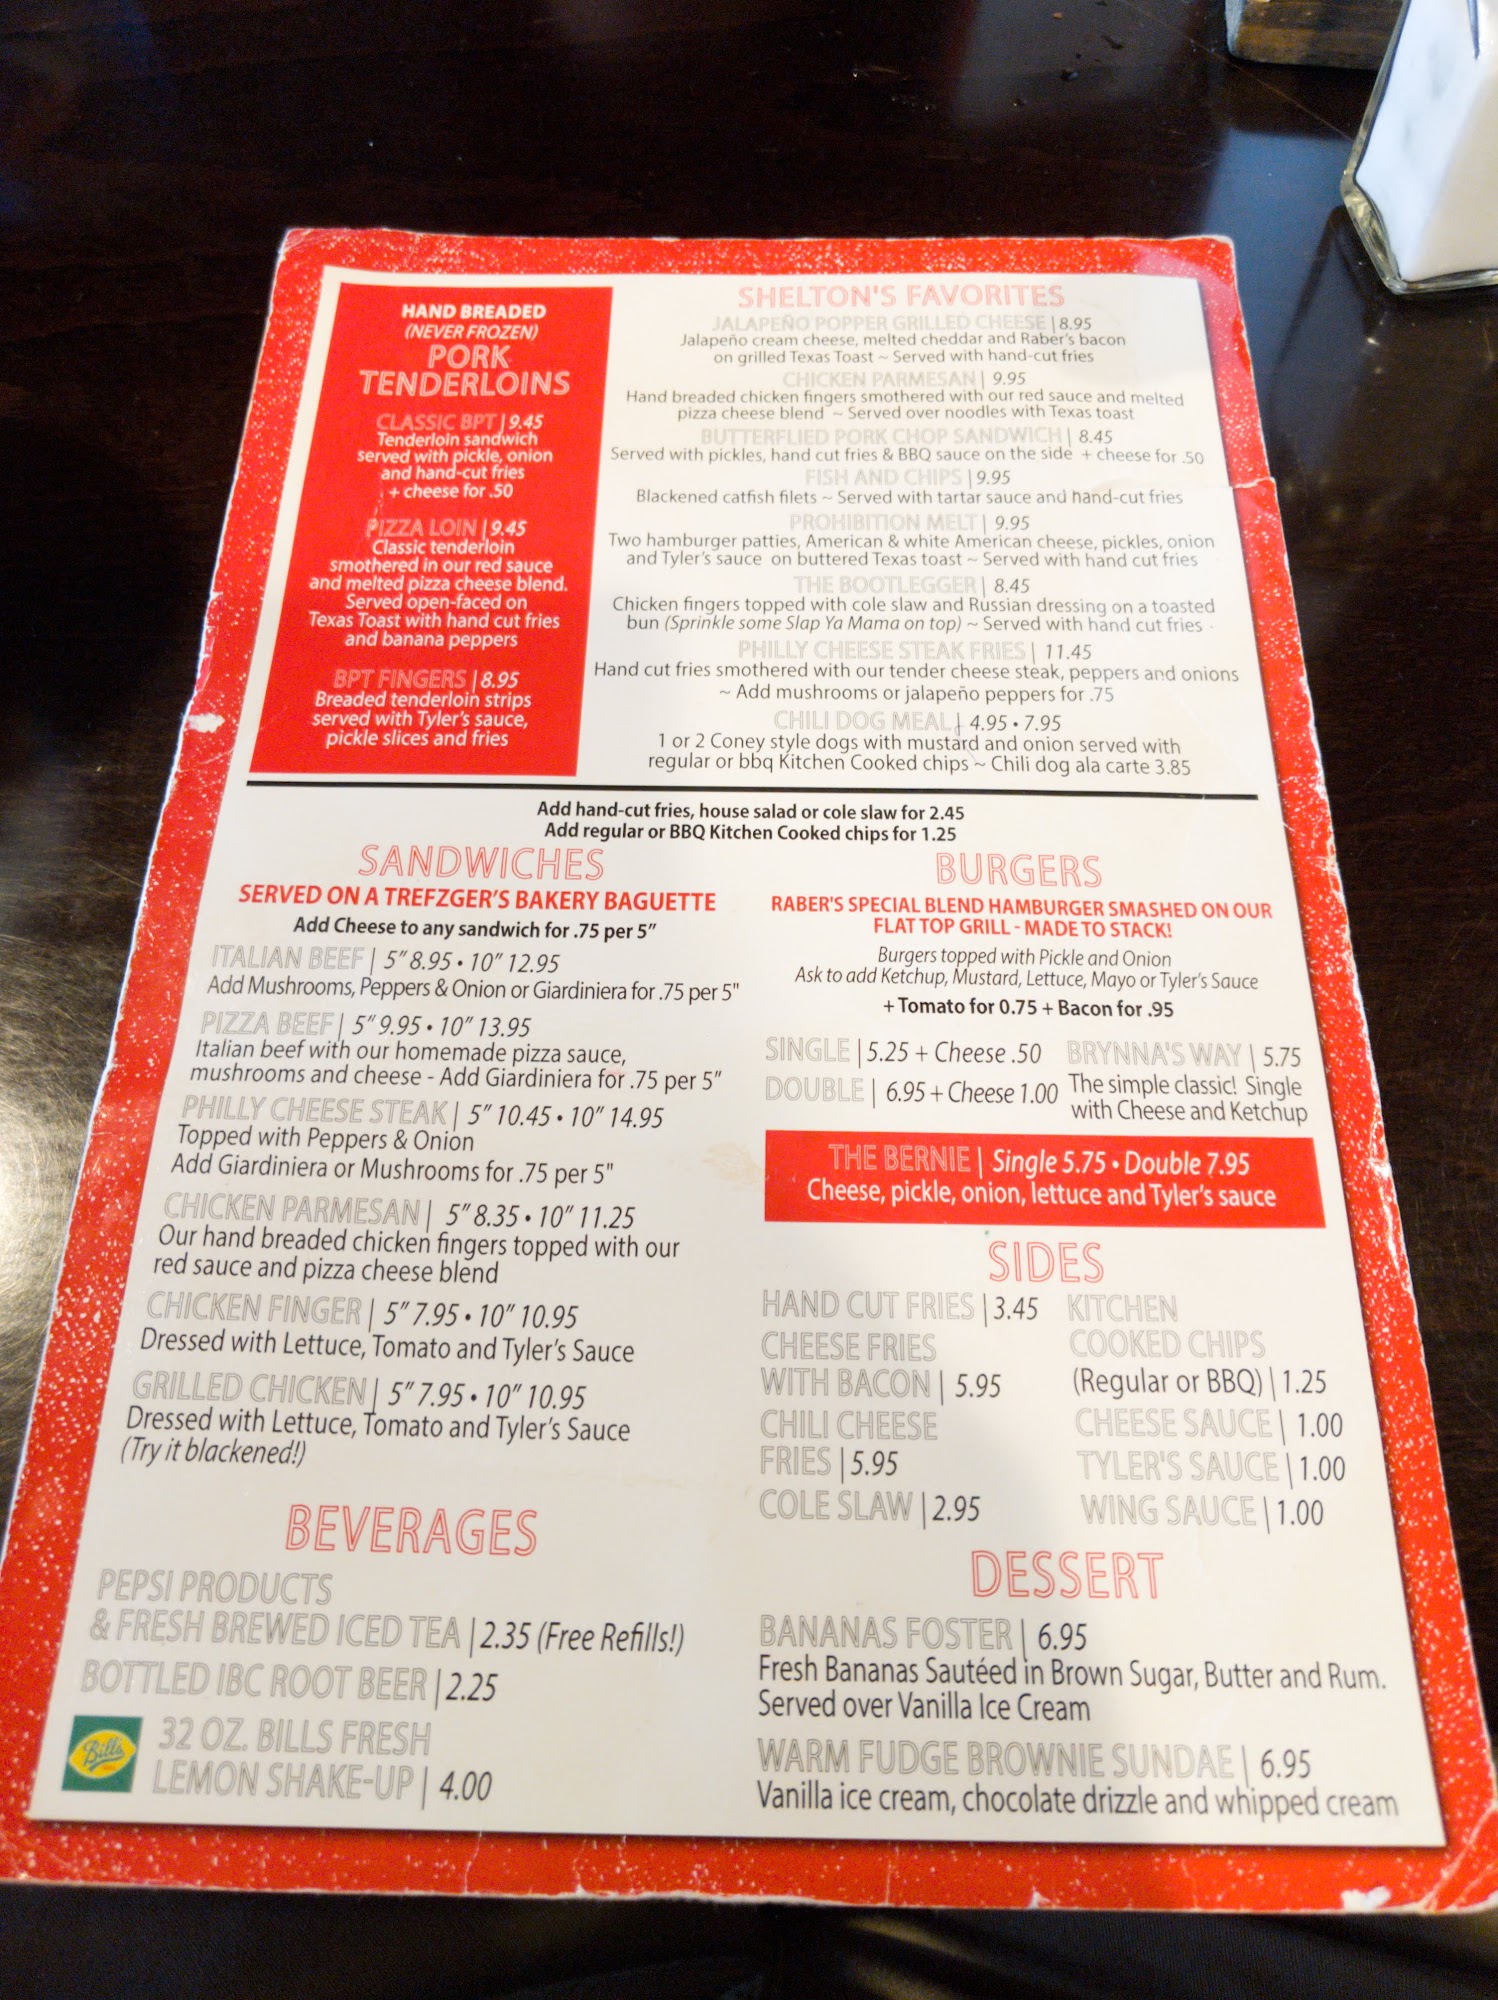 HAND BREADED
(NEVER FROZEN)
PORK
TENDERLOINS
CLASSIC BPT | 9.45
Tenderloin sandwich
served with pickle, onion
and hand-cut fries
+ cheese for .50
PIZZA LOIN | 9.45
Classic tenderloin
smothered in our red sauce
and melted pizza cheese blend.
Served open-faced on
Texas Toast with hand cut fries
and banana peppers
BPT FINGERS | 8.95
Breaded tenderloin strips
served with Tyler's sauce,
pickle slices and fries
SHELTON'S FAVORITES
JALAPEÑO POPPER GRILLED CHEESE | 8.95
Jalapeño cream cheese, melted cheddar and Raber's bacon
on grilled Texas Toast ~ Served with hand-cut fries
CHICKEN PARMESAN | 9.95
Hand breaded chicken fingers smothered with our red sauce and melted
pizza cheese blend ~ Served over noodles with Texas toast
BUTTERFLIED PORK CHOP SANDWICH | 8.45
Served with pickles, hand cut fries & BBQ sauce on the side + cheese for .50
FISH AND CHIPS | 9.95
Blackened catfish filets ~ Served with tartar sauce and hand-cut fries
PROHIBITION MELT | 9.95
Two hamburger patties, American & white American cheese, pickles, onion
and Tyler's sauce on buttered Texas toast ~ Served with hand cut fries
THE BOOTLEGGER | 8.45
Chicken fingers topped with cole slaw and Russian dressing on a toasted
bun (Sprinkle some Slap Ya Mama on top) ~ Served with hand cut fries
PHILLY CHEESE STEAK FRIES | 11.45
Hand cut fries smothered with our tender cheese steak, peppers and onions
~ Add mushrooms or jalapeño peppers for .75
CHILI DOG MEAL | 4.95 • 7.95
1 or 2 Coney style dogs with mustard and onion served with
regular or bbq Kitchen Cooked chips ~ Chili dog ala carte 3.85
Add hand-cut fries, house salad or cole slaw for 2.45
Add regular or BBQ Kitchen Cooked chips for 1.25
SANDWICHES
SERVED ON A TREFZGER'S BAKERY BAGUETTE
Add Cheese to any sandwich for .75 per 5"
ITALIAN BEEF | 5" 8.95 • 10" 12.95
Add Mushrooms, Peppers & Onion or Giardiniera for .75 per 5"
PIZZA BEEF | 5" 9.95 • 10" 13.95
Italian beef with our homemade pizza sauce,
mushrooms and cheese - Add Giardiniera for .75 per 5"
PHILLY CHEESE STEAK | 5" 10.45 • 10" 14.95
Topped with Peppers & Onion
Add Giardiniera or Mushrooms for .75 per 5"
CHICKEN PARMESAN | 5" 8.35 • 10" 11.25
Our hand breaded chicken fingers topped with our
red sauce and pizza cheese blend
CHICKEN FINGER | 5" 7.95 • 10" 10.95
Dressed with Lettuce, Tomato and Tyler's Sauce
GRILLED CHICKEN | 5" 7.95 • 10" 10.95
Dressed with Lettuce, Tomato and Tyler's Sauce
(Try it blackened!)
BEVERAGES
PEPSI PRODUCTS
& FRESH BREWED ICED TEA | 2.35 (Free Refills!)
BOTTLED IBC ROOT BEER | 2.25
Bills
32 OZ. BILLS FRESH
LEMON SHAKE-UP | 4.00
BURGERS
RABER'S SPECIAL BLEND HAMBURGER SMASHED ON OUR
FLAT TOP GRILL - MADE TO STACK!
Burgers topped with Pickle and Onion
Ask to add Ketchup, Mustard, Lettuce, Mayo or Tyler's Sauce
+ Tomato for 0.75 + Bacon for .95
SINGLE | 5.25 + Cheese .50
DOUBLE | 6.95 + Cheese 1.00
BRYNNA'S WAY | 5.75
The simple classic! Single
with Cheese and Ketchup
THE BERNIE | Single 5.75 • Double 7.95
Cheese, pickle, onion, lettuce and Tyler's sauce
SIDES
HAND CUT FRIES | 3.45
CHEESE FRIES
WITH BACON | 5.95
CHILI CHEESE
FRIES | 5.95
COLE SLAW | 2.95
KITCHEN
COOKED CHIPS
(Regular or BBQ) | 1.25
CHEESE SAUCE | 1.00
TYLER'S SAUCE | 1.00
WING SAUCE | 1.00
DESSERT
BANANAS FOSTER | 6.95
Fresh Bananas Sautéed in Brown Sugar, Butter and Rum.
Served over Vanilla Ice Cream
WARM FUDGE BROWNIE SUNDAE | 6.95
Vanilla ice cream, chocolate drizzle and whipped cream